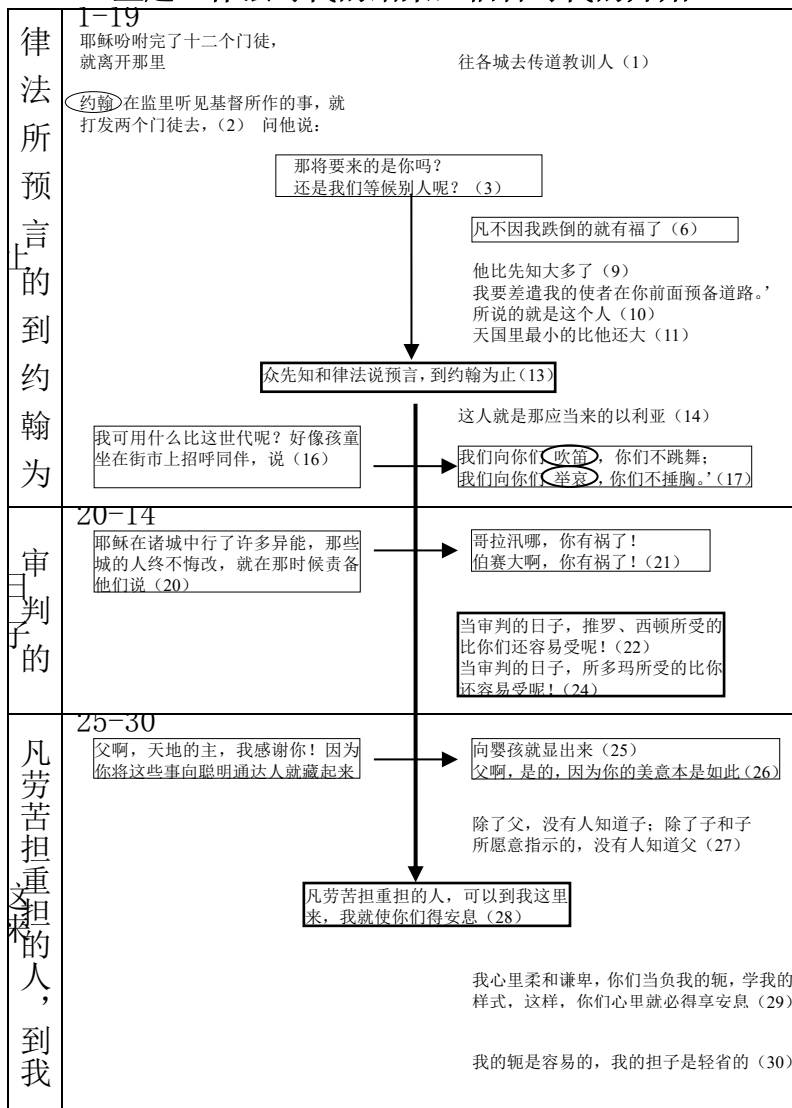 律法所预言的到约翰为
止
1-19
耶稣吩咐完了十二个门徒，
就离开那里
往各城去传道教训人（1）
约翰 在监里听见基督所作的事，就
打发两个门徒去，（2） 问他说：
那将要来的是你吗？
还是我们等候别人呢？（3）
凡不因我跌倒的就有福了（6）
他比先知大多了（9）
我要差遣我的使者在你前面预备道路。’
所说的就是这个人（10）
天国里最小的比他还大（11）
众先知和律法说预言，到约翰为止（13）
这人就是那应当来的以利亚（14）
我可用什么比这世代呢？好像孩童
坐在街市上招呼同伴，说（16）
我们向你们 吹笛，你们不跳舞；
我们向你们 举哀，你们不捶胸。’（17）
审判的
日子
20-14
耶稣在诸城中行了许多异能，那些
城的人终不悔改，就在那时候责备
他们说（20）
哥拉汛哪，你有祸了！
伯赛大啊，你有祸了！（21）
当审判的日子，推罗、西顿所受的
比你们还容易受呢！（22）
当审判的日子，所多玛所受的比你
还容易受呢！（24）
凡劳苦担重担的人，到我
这来
25-30
父啊，天地的主，我感谢你！因为
你将这些事向聪明通达人就藏起来
向婴孩就显出来（25）
父啊，是的，因为你的美意本是如此（26）
除了父，没有人知道子；除了子和子
所愿意指示的，没有人知道父（27）
凡劳苦担重担的人，可以到我这里
来，我就使你们得安息（28）
我心里柔和谦卑，你们当负我的轭，学我的
样式，这样，你们心里就必得享安息（29）
我的轭是容易的，我的担子是轻省的（30）